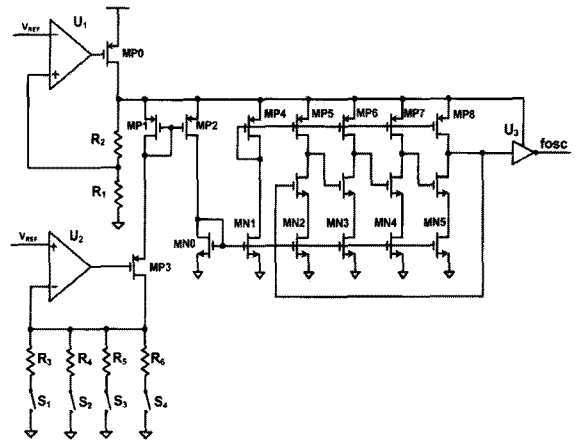 U1
VREF
MP0
R2
R1
MP1
MP2
MP4
MP5
MP6
MP7
MP8
U3
fosc
VREF
U2
MP3
MN0
MN1
MN2
MN3
MN4
MN5
R3
R4
R5
R6
S1
S2
S3
S4